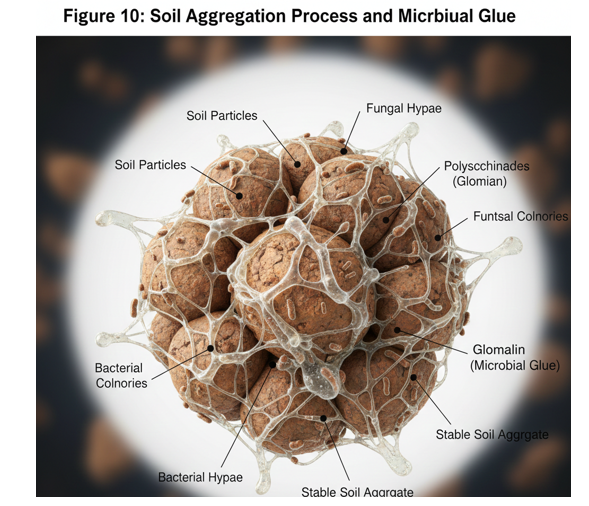 Figure 10: Soil Aggregation Process and Micrbiual Glue
Soil Particles
Fungal Hypae
Soil Particles
Polyscchinades
(Glomian)
Funtsal Colnories
Glomalin
(Microbial Glue)
Bacterial
Colnories
Stable Soil Aggrgate
Bacterial Hypae
Stable Soil Aggrgate